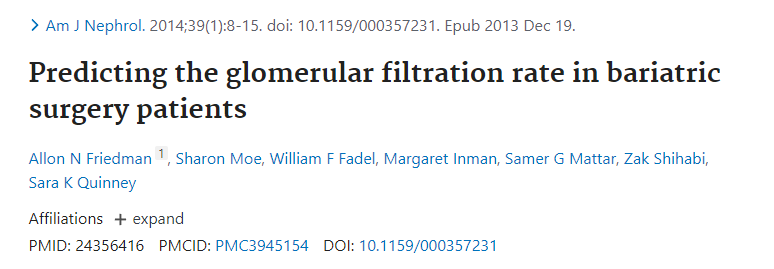 Am J Nephrol. 2014;39(1):8-15. doi: 10.1159/000357231. Epub 2013 Dec 19.
Predicting the glomerular filtration rate in bariatric
surgery patients
Allon N Friedman 1, Sharon Moe, William F Fadel, Margaret Inman, Samer G Mattar, Zak Shihabi,
Sara K Quinney
Affiliations + expand
PMID: 24356416 PMCID: PMC3945154 DOI: 10.1159/000357231